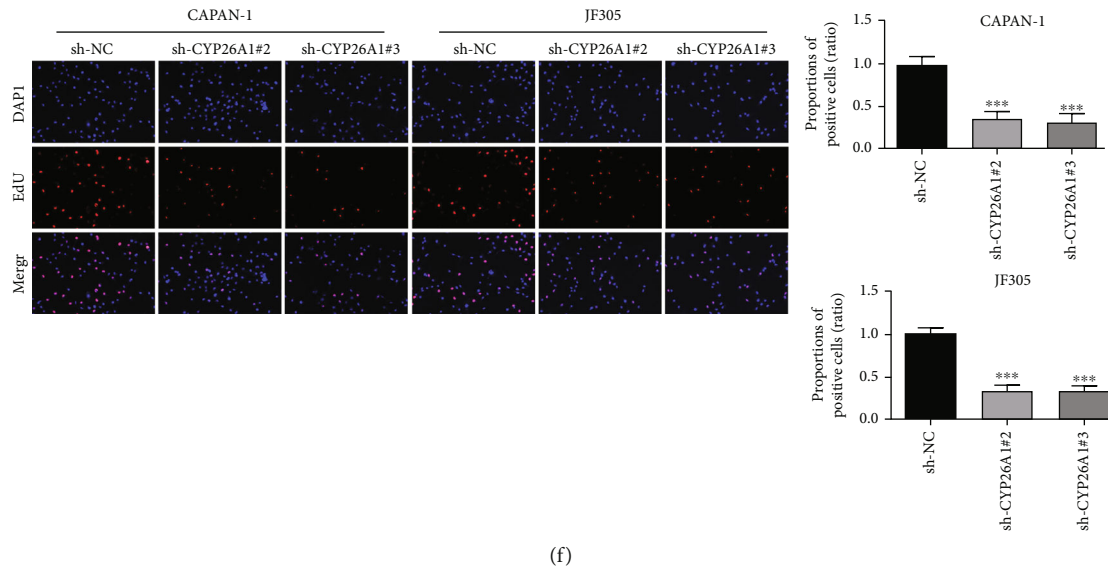 CAPAN-1
JF305
sh-NC
sh-CYP26A1#2
sh-CYP26A1#3
sh-NC
sh-CYP26A1#2
sh-CYP26A1#3
DAP1
EdU
Mergr
CAPAN-1
Proportions of
positive cells (ratio)
1.5
1.0
0.5
0.0
***
***
sh-NC
sh-CYP26A1#2
sh-CYP26A1#3
JF305
Proportions of
positive cells (ratio)
1.5
1.0
0.5
0.0
***
***
sh-NC
sh-CYP26A1#2
sh-CYP26A1#3
(f)